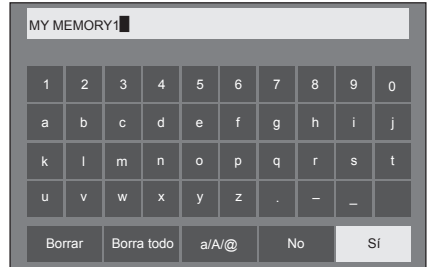 MY MEMORY1
1 2 3 4 5 6 7 8 9 0
a b c d e f g h i j
k l m n o p q r s t
u v w x y z . – _
Borrar Borra todo a/A/@ No Sí